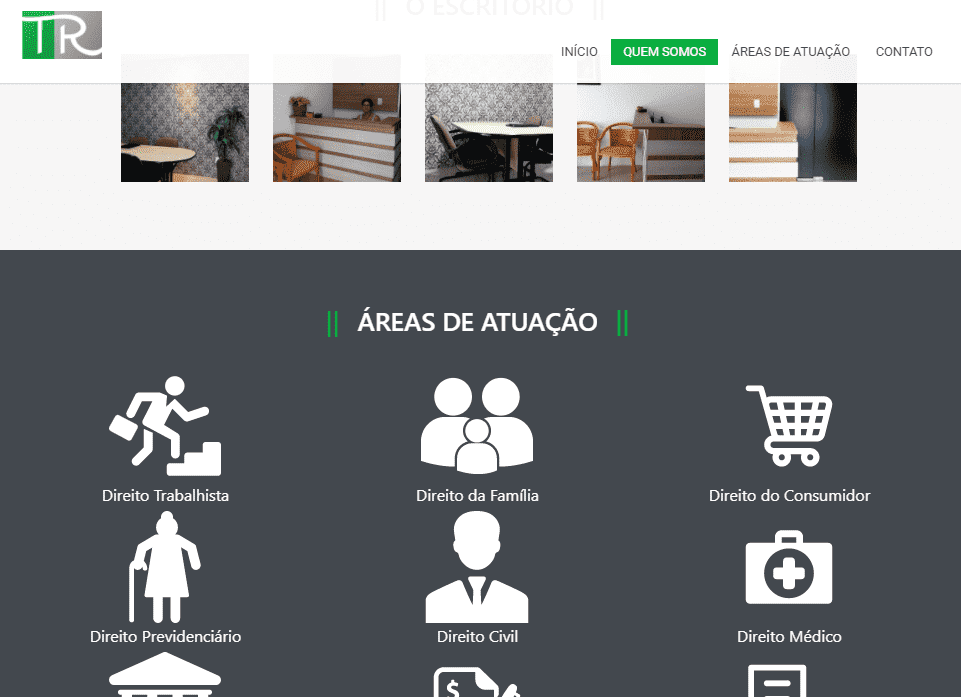 || O ESCRITÓRIO ||
TR
INÍCIO QUEM SOMOS ÁREAS DE ATUAÇÃO CONTATO
|| ÁREAS DE ATUAÇÃO ||
Direito Trabalhista Direito da Família Direito do Consumidor
Direito Previdenciário Direito Civil Direito Médico
$